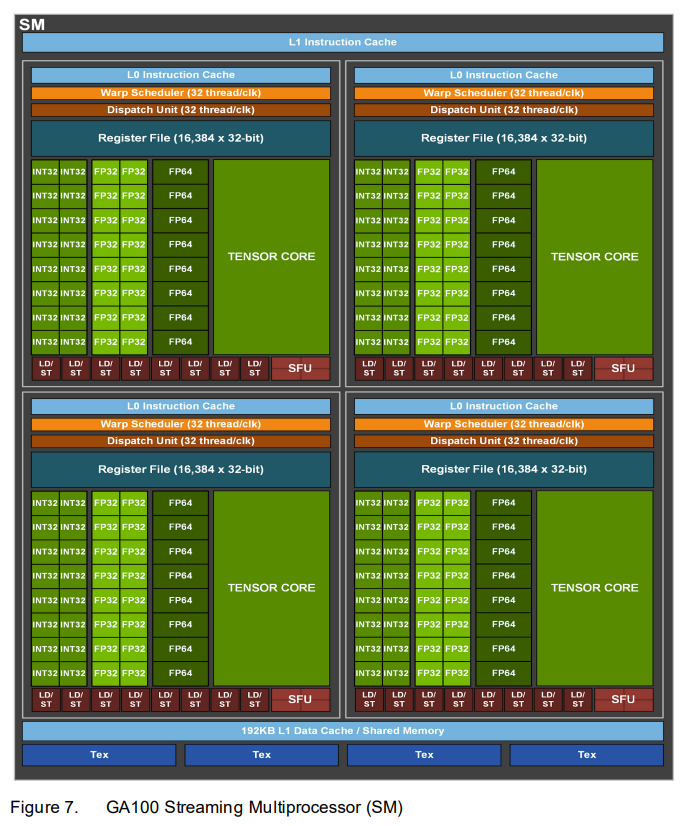 SM
L1 Instruction Cache
L0 Instruction Cache
Warp Scheduler (32 thread/clk)
Dispatch Unit (32 thread/clk)
Register File (16,384 x 32-bit)
INT32 INT32 FP32 FP32 FP64
INT32 INT32 FP32 FP32 FP64
INT32 INT32 FP32 FP32 FP64
INT32 INT32 FP32 FP32 FP64
TENSOR CORE
INT32 INT32 FP32 FP32 FP64
INT32 INT32 FP32 FP32 FP64
INT32 INT32 FP32 FP32 FP64
INT32 INT32 FP32 FP32 FP64
LD/ LD/ LD/ LD/ LD/ LD/ LD/ LD/
ST ST ST ST ST ST ST ST
SFU
L0 Instruction Cache
Warp Scheduler (32 thread/clk)
Dispatch Unit (32 thread/clk)
Register File (16,384 x 32-bit)
INT32 INT32 FP32 FP32 FP64
INT32 INT32 FP32 FP32 FP64
INT32 INT32 FP32 FP32 FP64
INT32 INT32 FP32 FP32 FP64
TENSOR CORE
INT32 INT32 FP32 FP32 FP64
INT32 INT32 FP32 FP32 FP64
INT32 INT32 FP32 FP32 FP64
INT32 INT32 FP32 FP32 FP64
LD/ LD/ LD/ LD/ LD/ LD/ LD/ LD/
ST ST ST ST ST ST ST ST
SFU
L0 Instruction Cache
Warp Scheduler (32 thread/clk)
Dispatch Unit (32 thread/clk)
Register File (16,384 x 32-bit)
INT32 INT32 FP32 FP32 FP64
INT32 INT32 FP32 FP32 FP64
INT32 INT32 FP32 FP32 FP64
INT32 INT32 FP32 FP32 FP64
TENSOR CORE
INT32 INT32 FP32 FP32 FP64
INT32 INT32 FP32 FP32 FP64
INT32 INT32 FP32 FP32 FP64
INT32 INT32 FP32 FP32 FP64
LD/ LD/ LD/ LD/ LD/ LD/ LD/ LD/
ST ST ST ST ST ST ST ST
SFU
L0 Instruction Cache
Warp Scheduler (32 thread/clk)
Dispatch Unit (32 thread/clk)
Register File (16,384 x 32-bit)
INT32 INT32 FP32 FP32 FP64
INT32 INT32 FP32 FP32 FP64
INT32 INT32 FP32 FP32 FP64
INT32 INT32 FP32 FP32 FP64
TENSOR CORE
INT32 INT32 FP32 FP32 FP64
INT32 INT32 FP32 FP32 FP64
INT32 INT32 FP32 FP32 FP64
INT32 INT32 FP32 FP32 FP64
LD/ LD/ LD/ LD/ LD/ LD/ LD/ LD/
ST ST ST ST ST ST ST ST
SFU
192KB L1 Data Cache / Shared Memory
Tex Tex Tex Tex
Figure 7. GA100 Streaming Multiprocessor (SM)